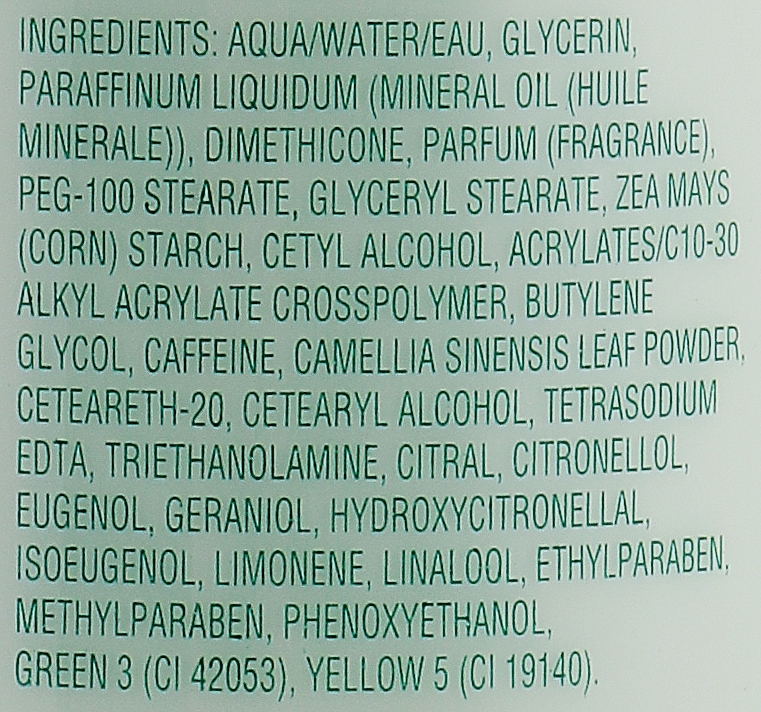 INGREDIENTS: AQUA/WATER/EAU, GLYCERIN,
PARAFFINUM LIQUIDUM (MINERAL OIL (HUILE
MINERALE)), DIMETHICONE, PARFUM (FRAGRANCE),
PEG-100 STEARATE, GLYCERYL STEARATE, ZEA MAYS
(CORN) STARCH, CETYL ALCOHOL, ACRYLATES/C10-30
ALKYL ACRYLATE CROSSPOLYMER, BUTYLENE
GLYCOL, CAFFEINE, CAMELLIA SINENSIS LEAF POWDER,
CETEARETH-20, CETEARYL ALCOHOL, TETRASODIUM
EDTA, TRIETHANOLAMINE, CITRAL, CITRONELLOL,
EUGENOL, GERANIOL, HYDROXYCITRONELLAL,
ISOEUGENOL, LIMONENE, LINALOOL, ETHYLPARABEN,
METHYLPARABEN, PHENOXYETHANOL,
GREEN 3 (CI 42053), YELLOW 5 (CI 19140).